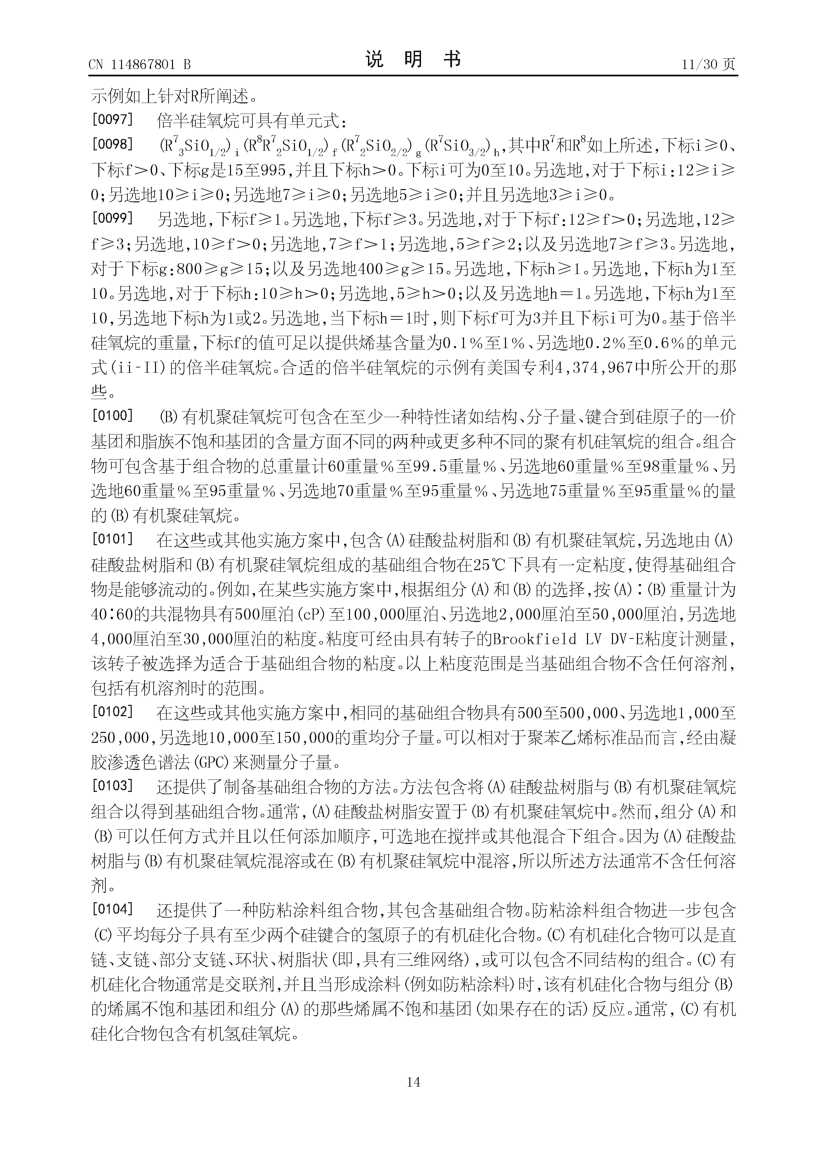 CN 114867801 B
说 明 书
11/30 页
示例如上针对R所阐述。
[0097] 倍半硅氧烷可具有单元式:
[0098] (R⁷₃SiO₁/₂)ᵢ(R⁸R⁷₂SiO₁/₂)f(R⁷₂SiO₂/₂)g(R⁷SiO₃/₂)h,其中R⁷和R⁸如上所述,下标i≥0、
下标f>0、下标g是15至995,并且下标h>0。下标i可为0至10。另选地,对于下标i:12≥i≥
0;另选地10≥i≥0;另选地7≥i≥0;另选地5≥i≥0;并且另选地3≥i≥0。
[0099] 另选地,下标f≥1。另选地,下标f≥3。另选地,对于下标f:12≥f>0;另选地,12≥
f≥3;另选地,10≥f>0;另选地,7≥f>1;另选地,5≥f≥2;以及另选地7≥f≥3。另选地,
对于下标g:800≥g≥15;以及另选地400≥g≥15。另选地,下标h≥1。另选地,下标h为1至
10。另选地,对于下标h:10≥h>0;另选地,5≥h>0;以及另选地h=1。另选地,下标h为1至
10,另选地下标h为1或2。另选地,当下标h=1时,则下标f可为3并且下标i可为0。基于倍半
硅氧烷的重量,下标f的值可足以提供烯基含量为0.1%至1%、另选地0.2%至0.6%的单元
式(ii-II)的倍半硅氧烷。合适的倍半硅氧烷的示例有美国专利4,374,967中所公开的那
些。
[0100] (B)有机聚硅氧烷可包含在至少一种特性诸如结构、分子量、键合到硅原子的一价
基团和脂族不饱和基团的含量方面不同的两种或更多种不同的聚有机硅氧烷的组合。组合
物可包含基于组合物的总重量计60重量%至99.5重量%、另选地60重量%至98重量%、另
选地60重量%至95重量%、另选地70重量%至95重量%、另选地75重量%至95重量%的量
的(B)有机聚硅氧烷。
[0101] 在这些或其他实施方案中,包含(A)硅酸盐树脂和(B)有机聚硅氧烷,另选地由(A)
硅酸盐树脂和(B)有机聚硅氧烷组成的基础组合物在25℃下具有一定粘度,使得基础组合
物是能够流动的。例如,在某些实施方案中,根据组分(A)和(B)的选择,按(A):(B)重量计为
40:60的共混物具有500厘泊(cP)至100,000厘泊、另选地2,000厘泊至50,000厘泊,另选地
4,000厘泊至30,000厘泊的粘度。粘度可经由具有转子的Brookfield LV DV-E粘度计测量,
该转子被选择为适合于基础组合物的粘度。以上粘度范围是当基础组合物不含任何溶剂,
包括有机溶剂时的范围。
[0102] 在这些或其他实施方案中,相同的基础组合物具有500至500,000、另选地1,000至
250,000,另选地10,000至150,000的重均分子量。可以相对于聚苯乙烯标准品而言,经由凝
胶渗透色谱法(GPC)来测量分子量。
[0103] 还提供了制备基础组合物的方法。方法包含将(A)硅酸盐树脂与(B)有机聚硅氧烷
组合以得到基础组合物。通常,(A)硅酸盐树脂安置于(B)有机聚硅氧烷中。然而,组分(A)和
(B)可以任何方式并且以任何添加顺序,可选地在搅拌或其他混合下组合。因为(A)硅酸盐
树脂与(B)有机聚硅氧烷混溶或在(B)有机聚硅氧烷中混溶,所以所述方法通常不含任何溶
剂。
[0104] 还提供了一种防粘涂料组合物,其包含基础组合物。防粘涂料组合物进一步包含
(C)平均每分子具有至少两个硅键合的氢原子的有机硅化合物。(C)有机硅化合物可以是直
链、支链、部分支链、环状、树脂状(即,具有三维网络),或可以包含不同结构的组合。(C)有
机硅化合物通常是交联剂,并且当形成涂料(例如防粘涂料)时,该有机硅化合物与组分(B)
的烯属不饱和基团和组分(A)的那些烯属不饱和基团(如果存在的话)反应。通常,(C)有机
硅化合物包含有机氢硅氧烷。
14